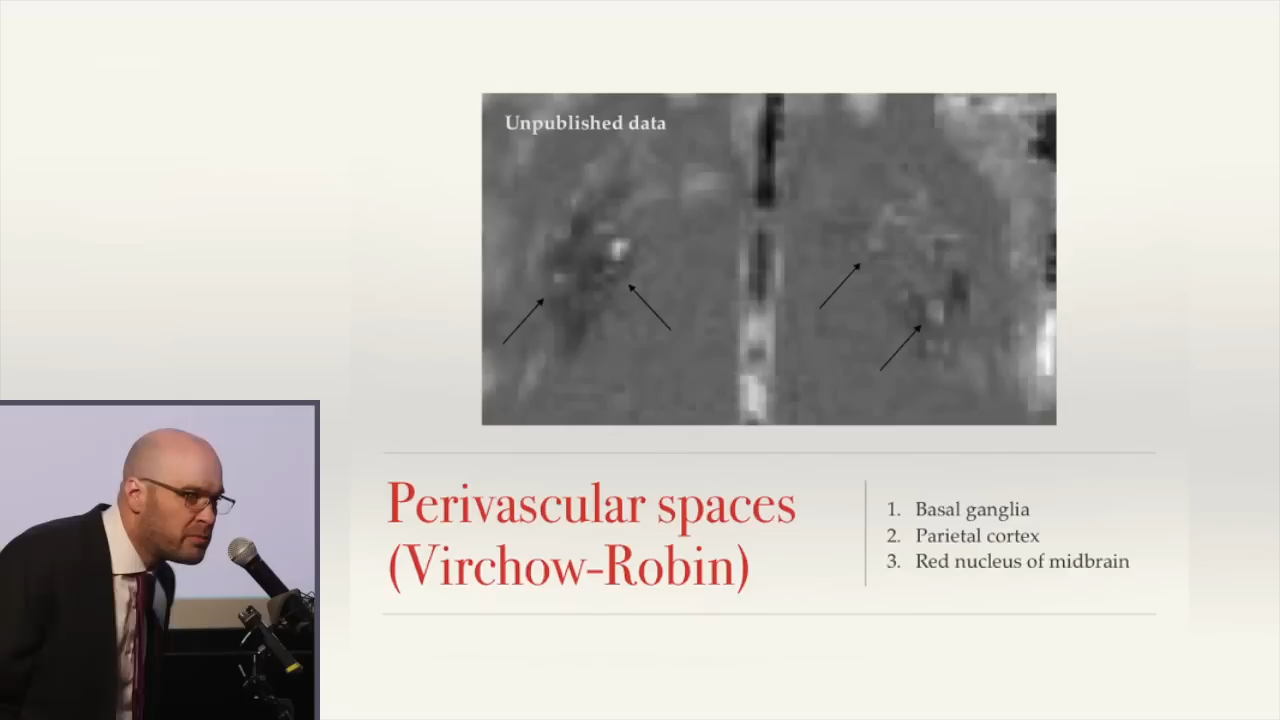 Unpublished data
Perivascular spaces
(Virchow-Robin)
1. Basal ganglia
2. Parietal cortex
3. Red nucleus of midbrain